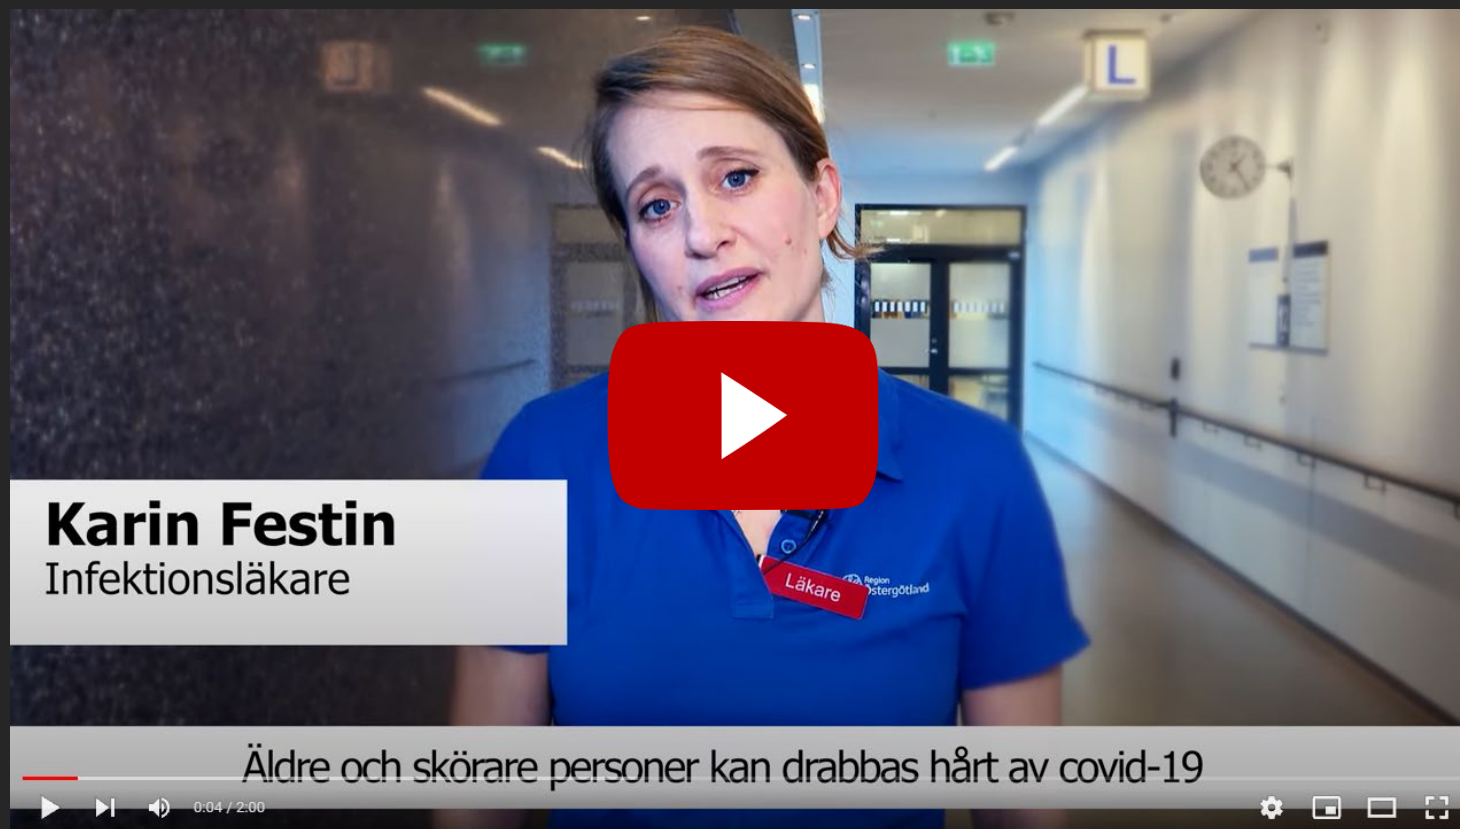 L
Karin Festin
Infektionsläkare
Läkare
Region
Östergötland
Äldre och skörare personer kan drabbas hårt av covid-19
0:04 / 2:00